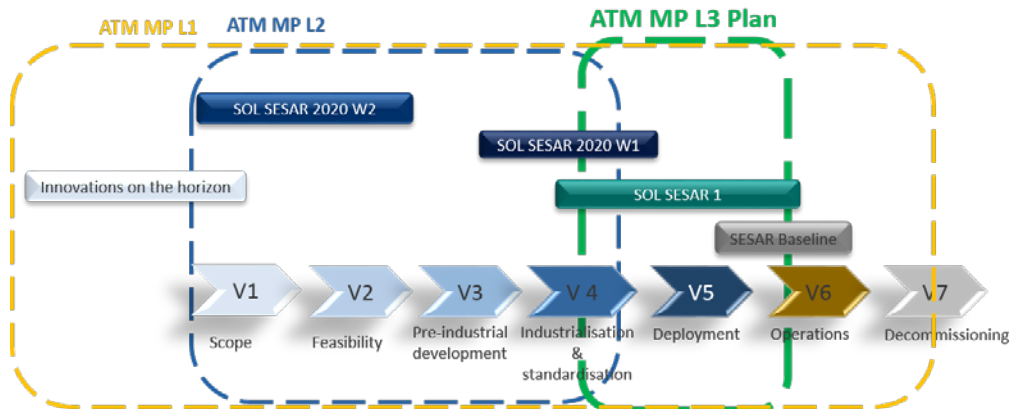 ATM MP L1
ATM MP L2
ATM MP L3 Plan
SOL SESAR 2020 W2
SOL SESAR 2020 W1
Innovations on the horizon
SOL SESAR 1
SESAR Baseline
V1
V2
V3
V 4
V5
V6
V7
Scope
Feasibility
Pre-industrial
development
Industrialisation
&
standardisation
Deployment
Operations
Decommissioning